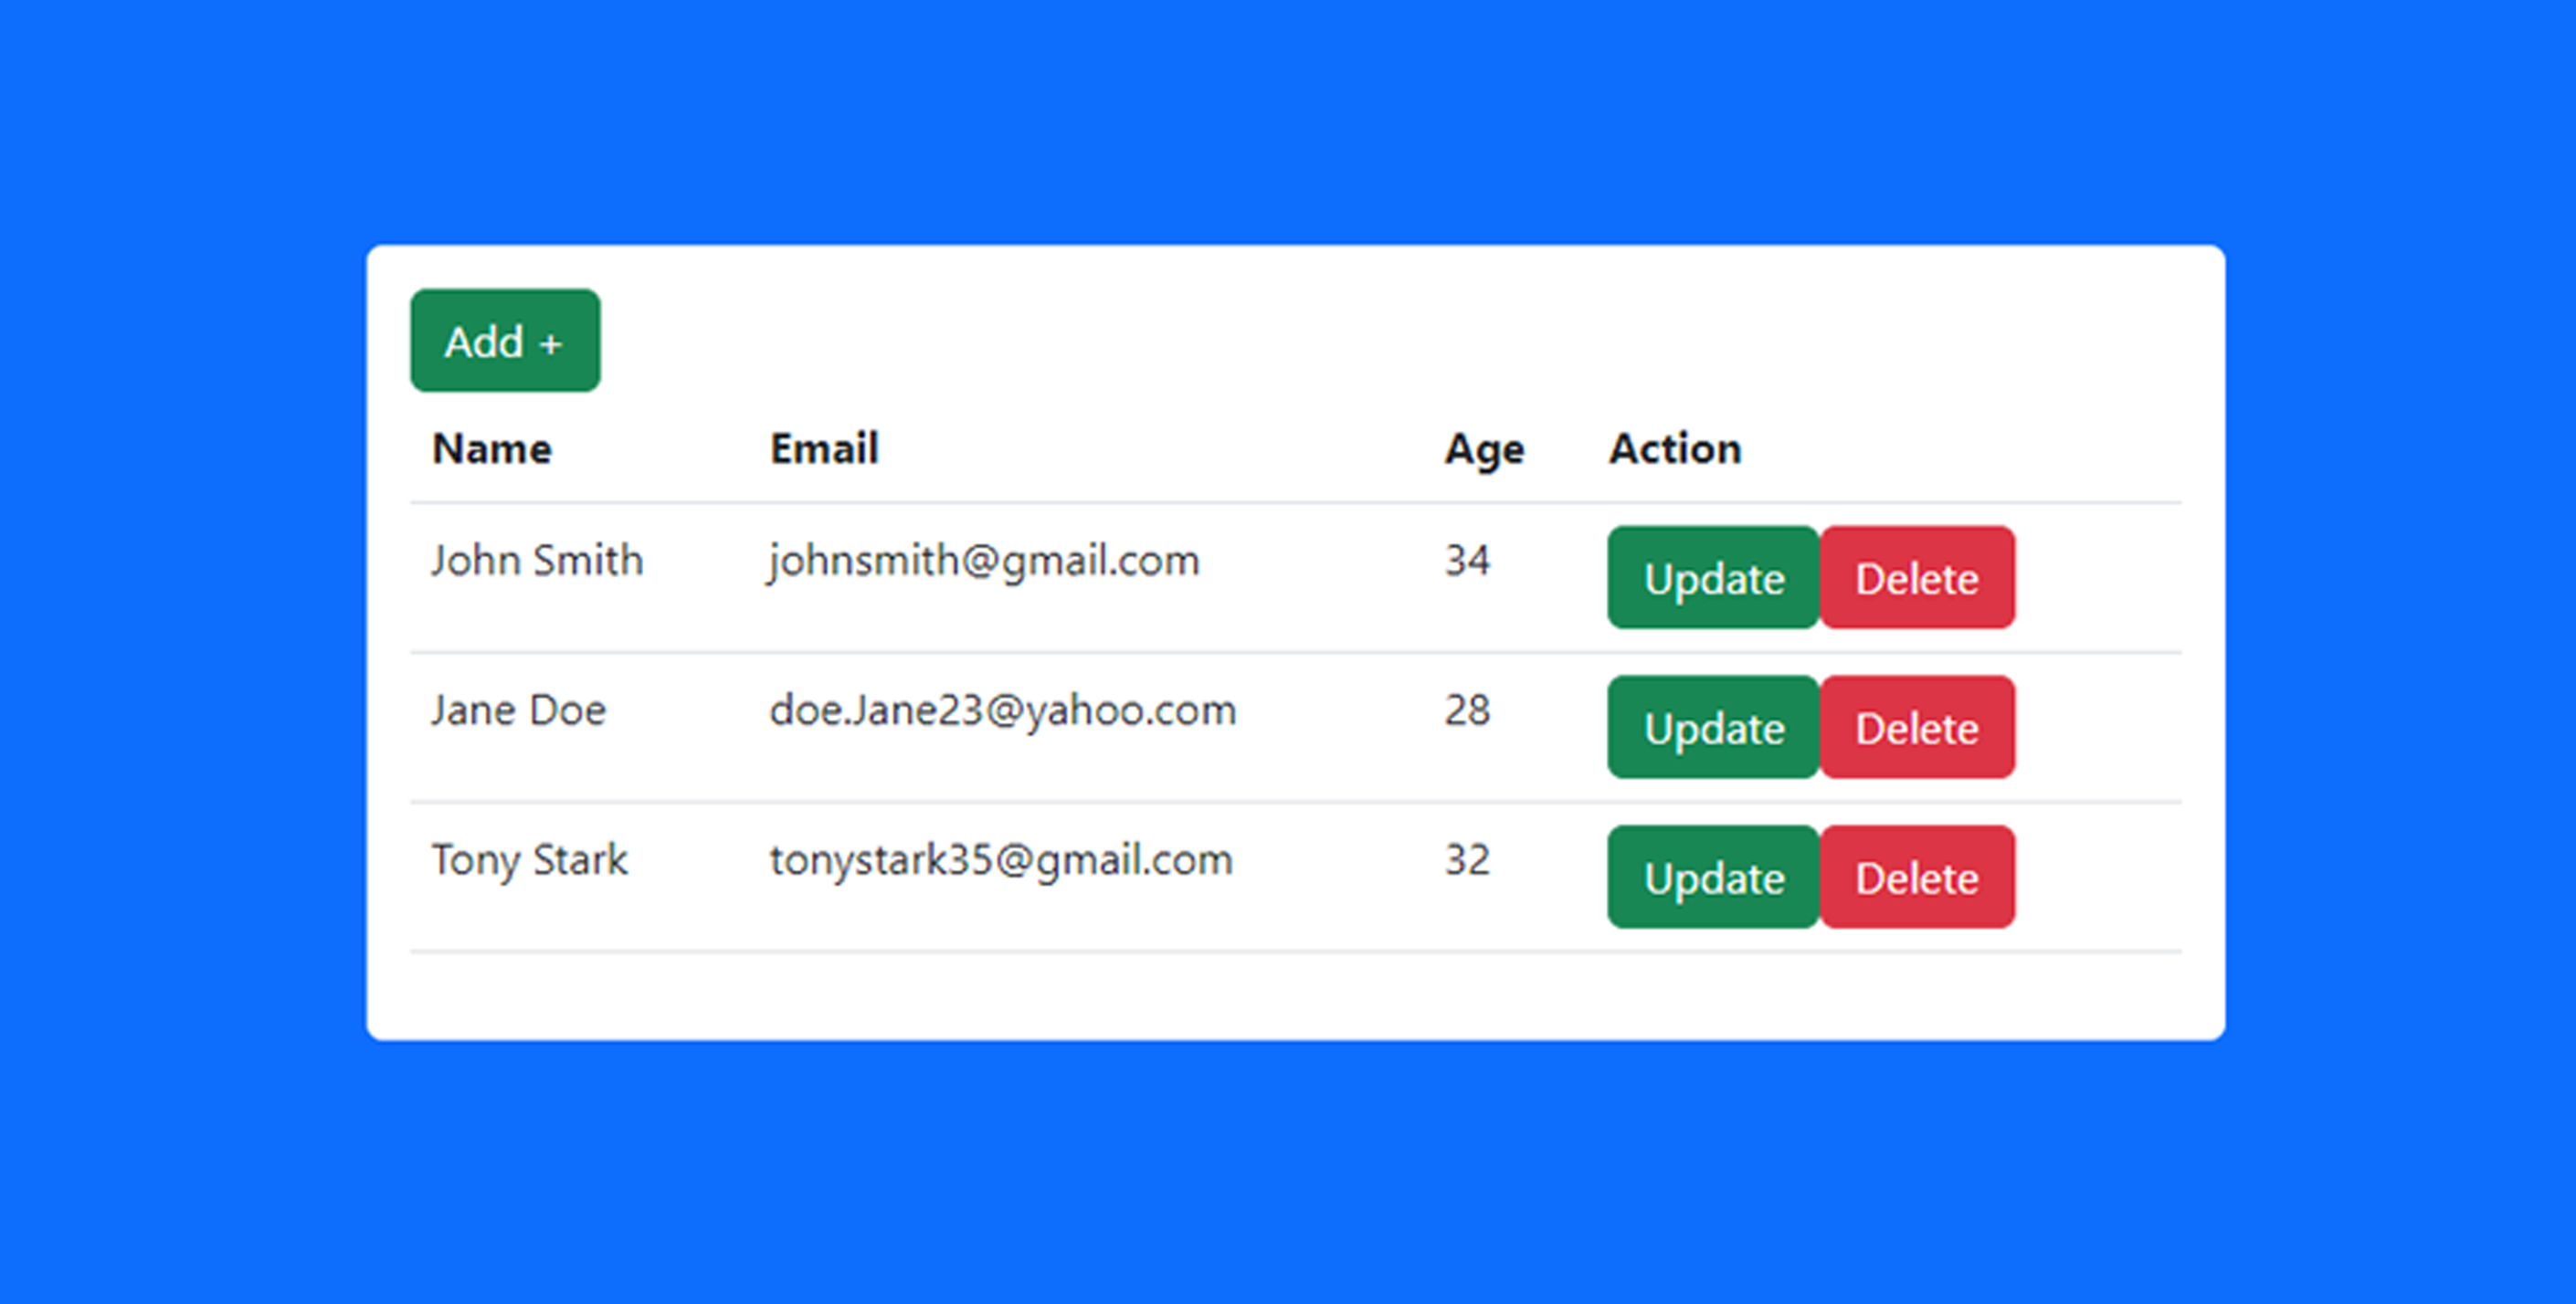 Add +
Name Email Age Action
John Smith johnsmith@gmail.com 34 Update Delete
Jane Doe doe.Jane23@yahoo.com 28 Update Delete
Tony Stark tonystark35@gmail.com 32 Update Delete